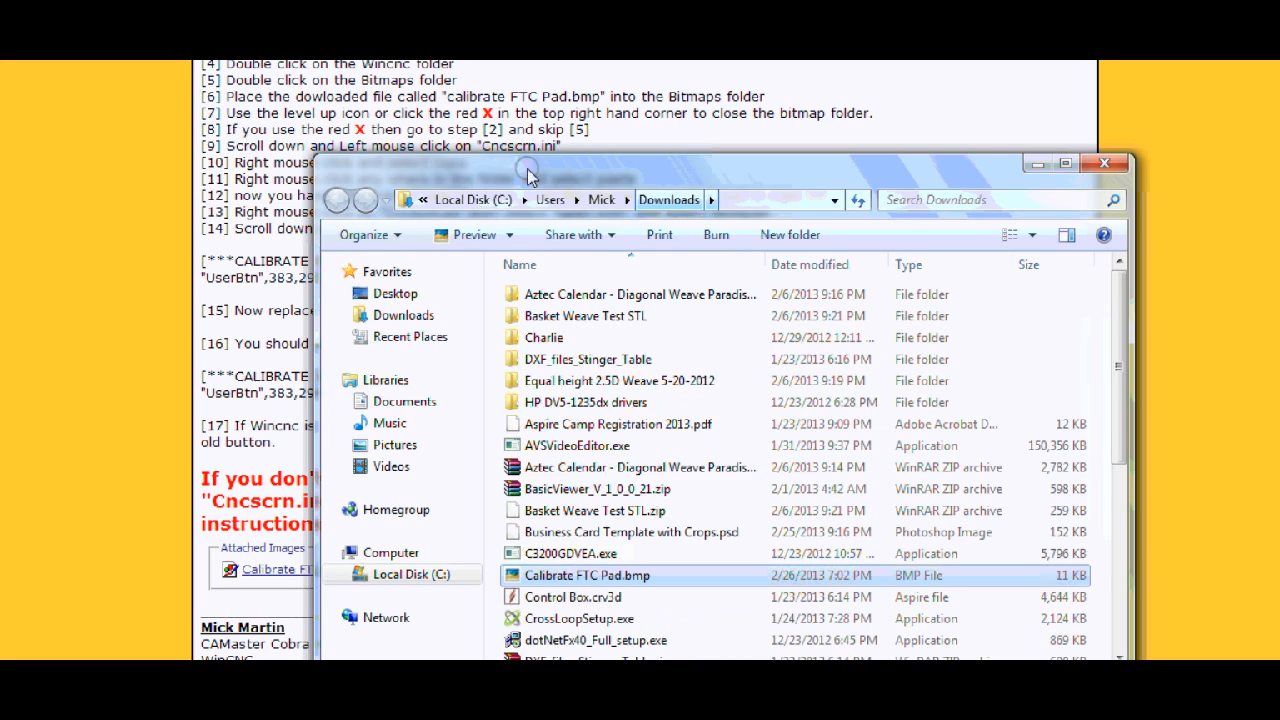 [4] Double click on the Wincnc folder
[5] Double click on the Bitmaps folder
[6] Place the dowloaded file called "calibrate FTC Pad.bmp" into the Bitmaps folder
[7] Use the level up icon or click the red X in the top right hand corner to close the bitmap folder.
[8] If you use the red X then go to step [2] and skip [5]
[9] Scroll down and Left mouse click on "Cncscrn.ini"
[10] Right mouse click and select copy
[11] Right mouse
[12] now you ha
[13] Right mouse
[14] Scroll down
[***CALIBRATE
"UserBtn",383,29
[15] Now replace
[16] You should
[***CALIBRATE
"UserBtn",383,29
[17] If Wincnc is
old button.
If you don'
"Cncscrn.in
instruction
Attached Images
Calibrate FT
Mick Martin
CAMaster Cobra
WinCNC
« Local Disk (C:) Users Mick Downloads
Search Downloads
Organize Preview Share with Print Burn New folder
Name Date modified Type Size
Favorites
Desktop
Downloads
Recent Places
Libraries
Documents
Music
Pictures
Videos
Homegroup
Computer
Local Disk (C:)
Network
Aztec Calendar - Diagonal Weave Paradis... 2/6/2013 9:16 PM File folder
Basket Weave Test STL 2/6/2013 9:21 PM File folder
Charlie 12/29/2012 12:11 ... File folder
DXF_files_Stinger_Table 1/23/2013 6:16 PM File folder
Equal height 2.5D Weave 5-20-2012 2/6/2013 9:19 PM File folder
HP DV5-1235dx drivers 12/23/2012 6:28 PM File folder
Aspire Camp Registration 2013.pdf 1/23/2013 9:09 PM Adobe Acrobat D... 12 KB
AVSVideoEditor.exe 1/31/2013 9:37 PM Application 150,356 KB
Aztec Calendar - Diagonal Weave Paradis... 2/6/2013 9:14 PM WinRAR ZIP archive 2,782 KB
BasicViewer_V_1_0_0_21.zip 2/1/2013 4:42 AM WinRAR ZIP archive 598 KB
Basket Weave Test STL.zip 2/6/2013 9:21 PM WinRAR ZIP archive 259 KB
Business Card Template with Crops.psd 2/25/2013 9:16 PM Photoshop Image 152 KB
C3200GDVEA.exe 12/23/2012 10:57 ... Application 5,796 KB
Calibrate FTC Pad.bmp 2/26/2013 7:02 PM BMP File 11 KB
Control Box.crv3d 1/23/2013 6:14 PM Aspire file 4,644 KB
CrossLoopSetup.exe 1/24/2013 7:28 PM Application 2,124 KB
dotNetFx40_Full_setup.exe 12/23/2012 6:45 PM Application 869 KB